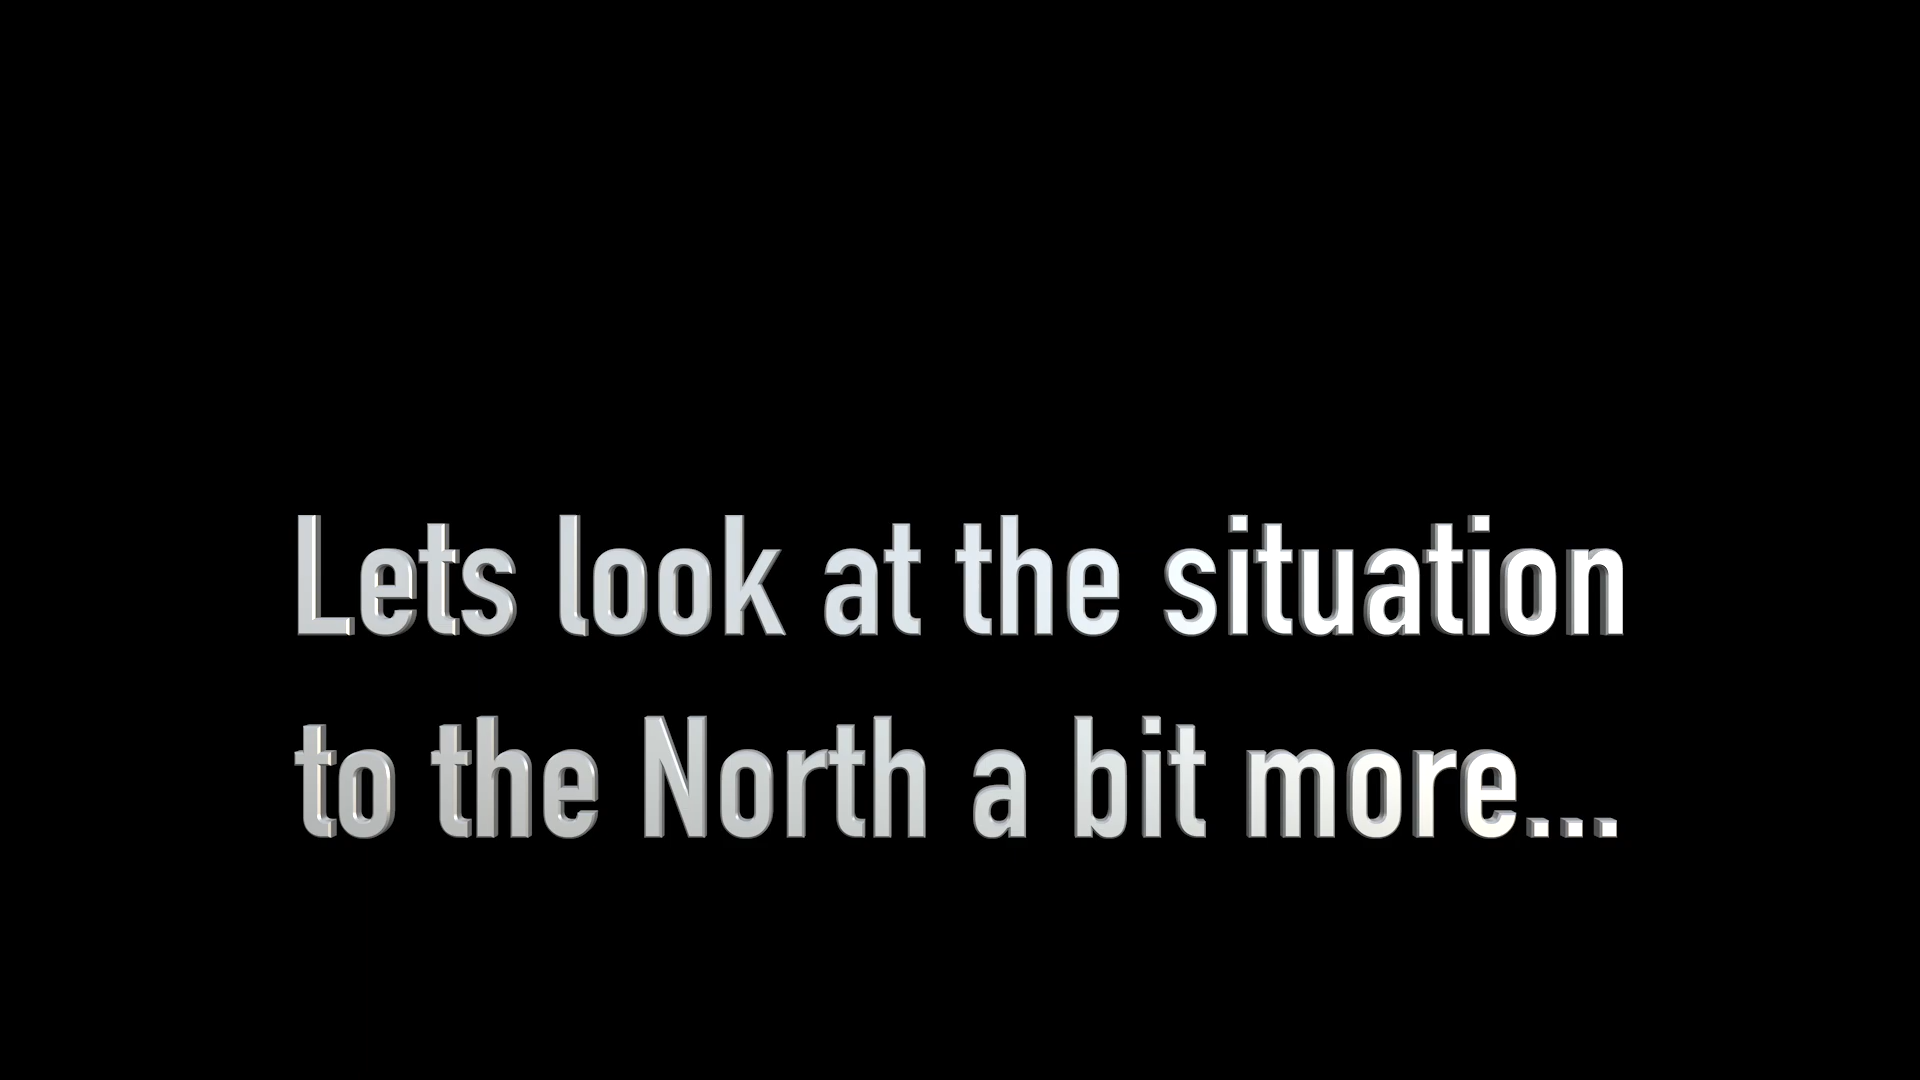 Lets look at the situation
to the North a bit more...